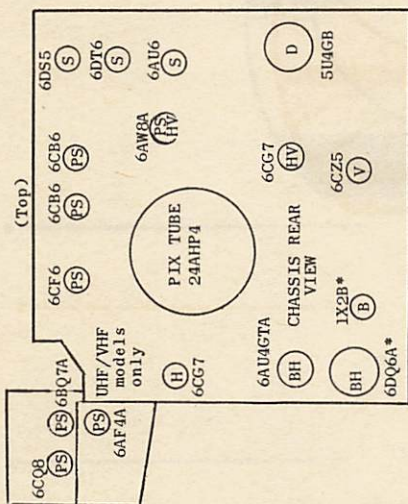 (Top)
6DS5
S
6DT6
S
6AU6
S
D
5U4GB
6CB6
PS
6CB6
PS
6CF6
PS
6AW8A
PS
HV
6CG7
HV
6CZ5
V
PIX TUBE
24AHP4
CHASSIS REAR
VIEW
1X2B*
B
UHF/VHF
models
only
H
6CG7
6AU4GTA
BH
BH
6DQ6A*
6BQ7A
PS
6CQ8
PS
PS
6AF4A